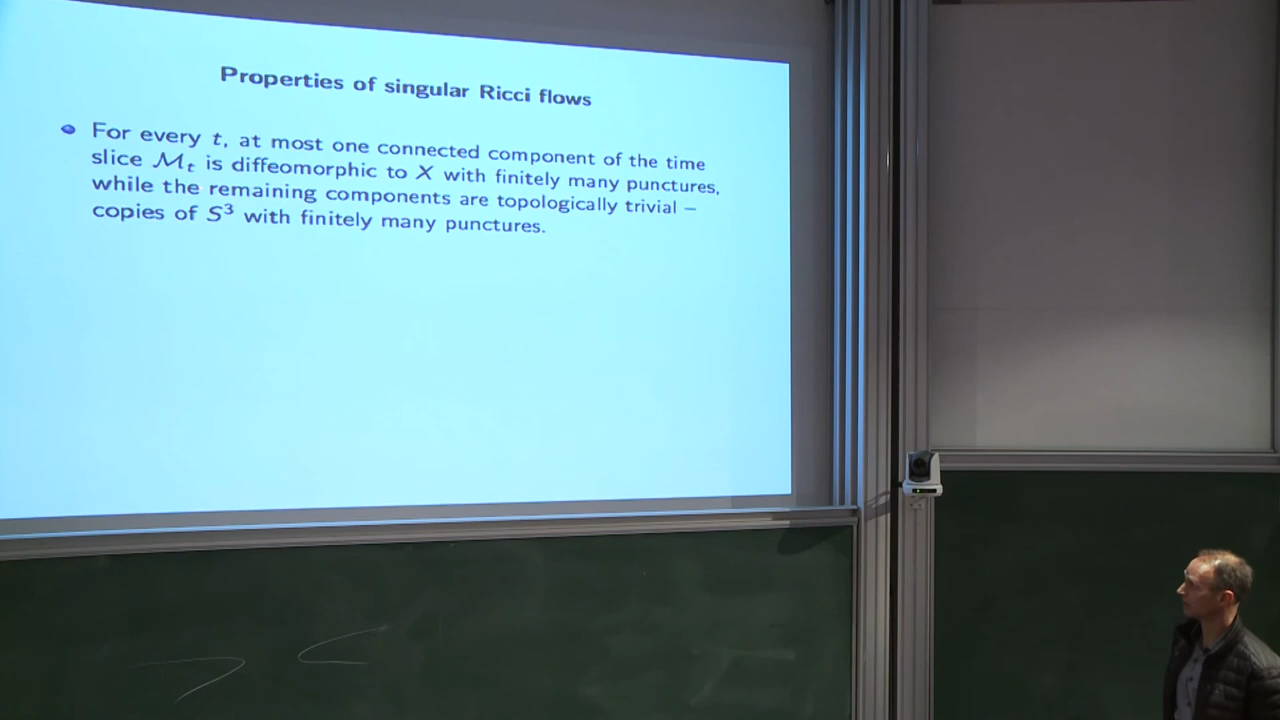 Properties of singular Ricci flows
For every t, at most one connected component of the time
slice ℳₜ is diffeomorphic to X with finitely many punctures,
while the remaining components are topologically trivial –
copies of S³ with finitely many punctures.